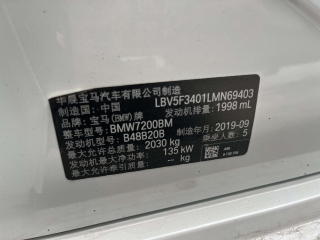 华晨宝马汽车有限公司制造
制造国: 中国 LBV5F3401LMN69403
品牌: 宝马(BMW)牌 发动机排量: 1998 mL
整车型号: BMW7200BM
发动机型号: B48B20B 制造年月: 2019-09
最大允许总质量: 2030 kg 乘坐人数: 5
发动机最大净功率: 135 kW
最大允许牵引质量: -- kg